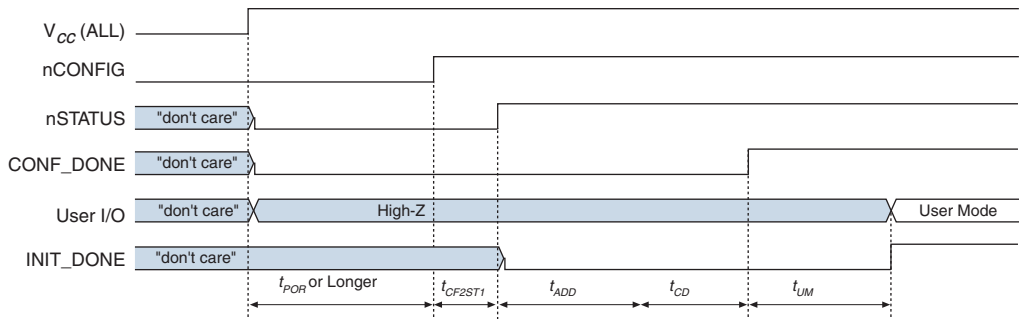 VCC (ALL)
nCONFIG
nSTATUS "don't care"
CONF_DONE "don't care"
User I/O "don't care" High-Z User Mode
INIT_DONE "don't care"
tPOR or Longer tCF2ST1 tADD tCD tUM